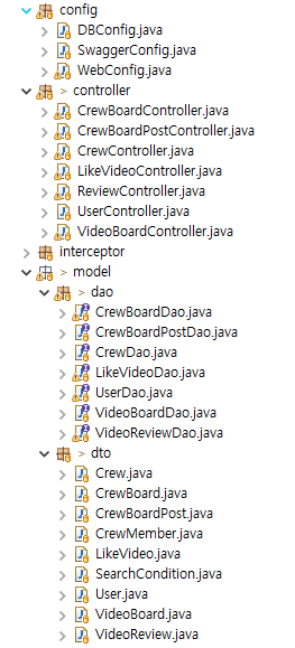 config
DBConfig.java
SwaggerConfig.java
WebConfig.java
> controller
CrewBoardController.java
CrewBoardPostController.java
CrewController.java
LikeVideoController.java
ReviewController.java
UserController.java
VideoBoardController.java
interceptor
> model
> dao
CrewBoardDao.java
CrewBoardPostDao.java
CrewDao.java
LikeVideoDao.java
UserDao.java
VideoBoardDao.java
VideoReviewDao.java
> dto
Crew.java
CrewBoard.java
CrewBoardPost.java
CrewMember.java
LikeVideo.java
SearchCondition.java
User.java
VideoBoard.java
VideoReview.java